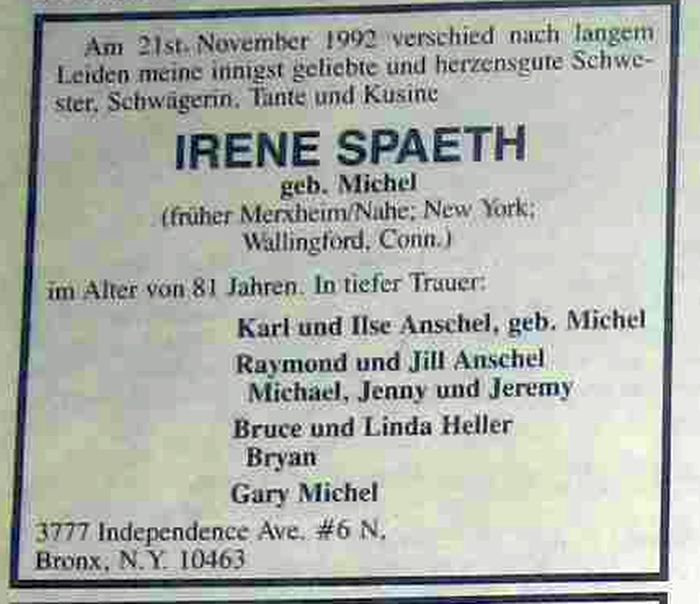 Am 21st. November 1992 verschied nach langem
Leiden meine innigst geliebte und herzensgute Schwe-
ster, Schwägerin, Tante und Kusine
IRENE SPAETH
geb. Michel
(früher Merxheim/Nahe; New York;
Wallingford, Conn.)
im Alter von 81 Jahren. In tiefer Trauer:
Karl und Ilse Anschel, geb. Michel
Raymond und Jill Anschel
Michael, Jenny und Jeremy
Bruce und Linda Heller
Bryan
Gary Michel
3777 Independence Ave. #6 N,
Bronx, N.Y. 10463